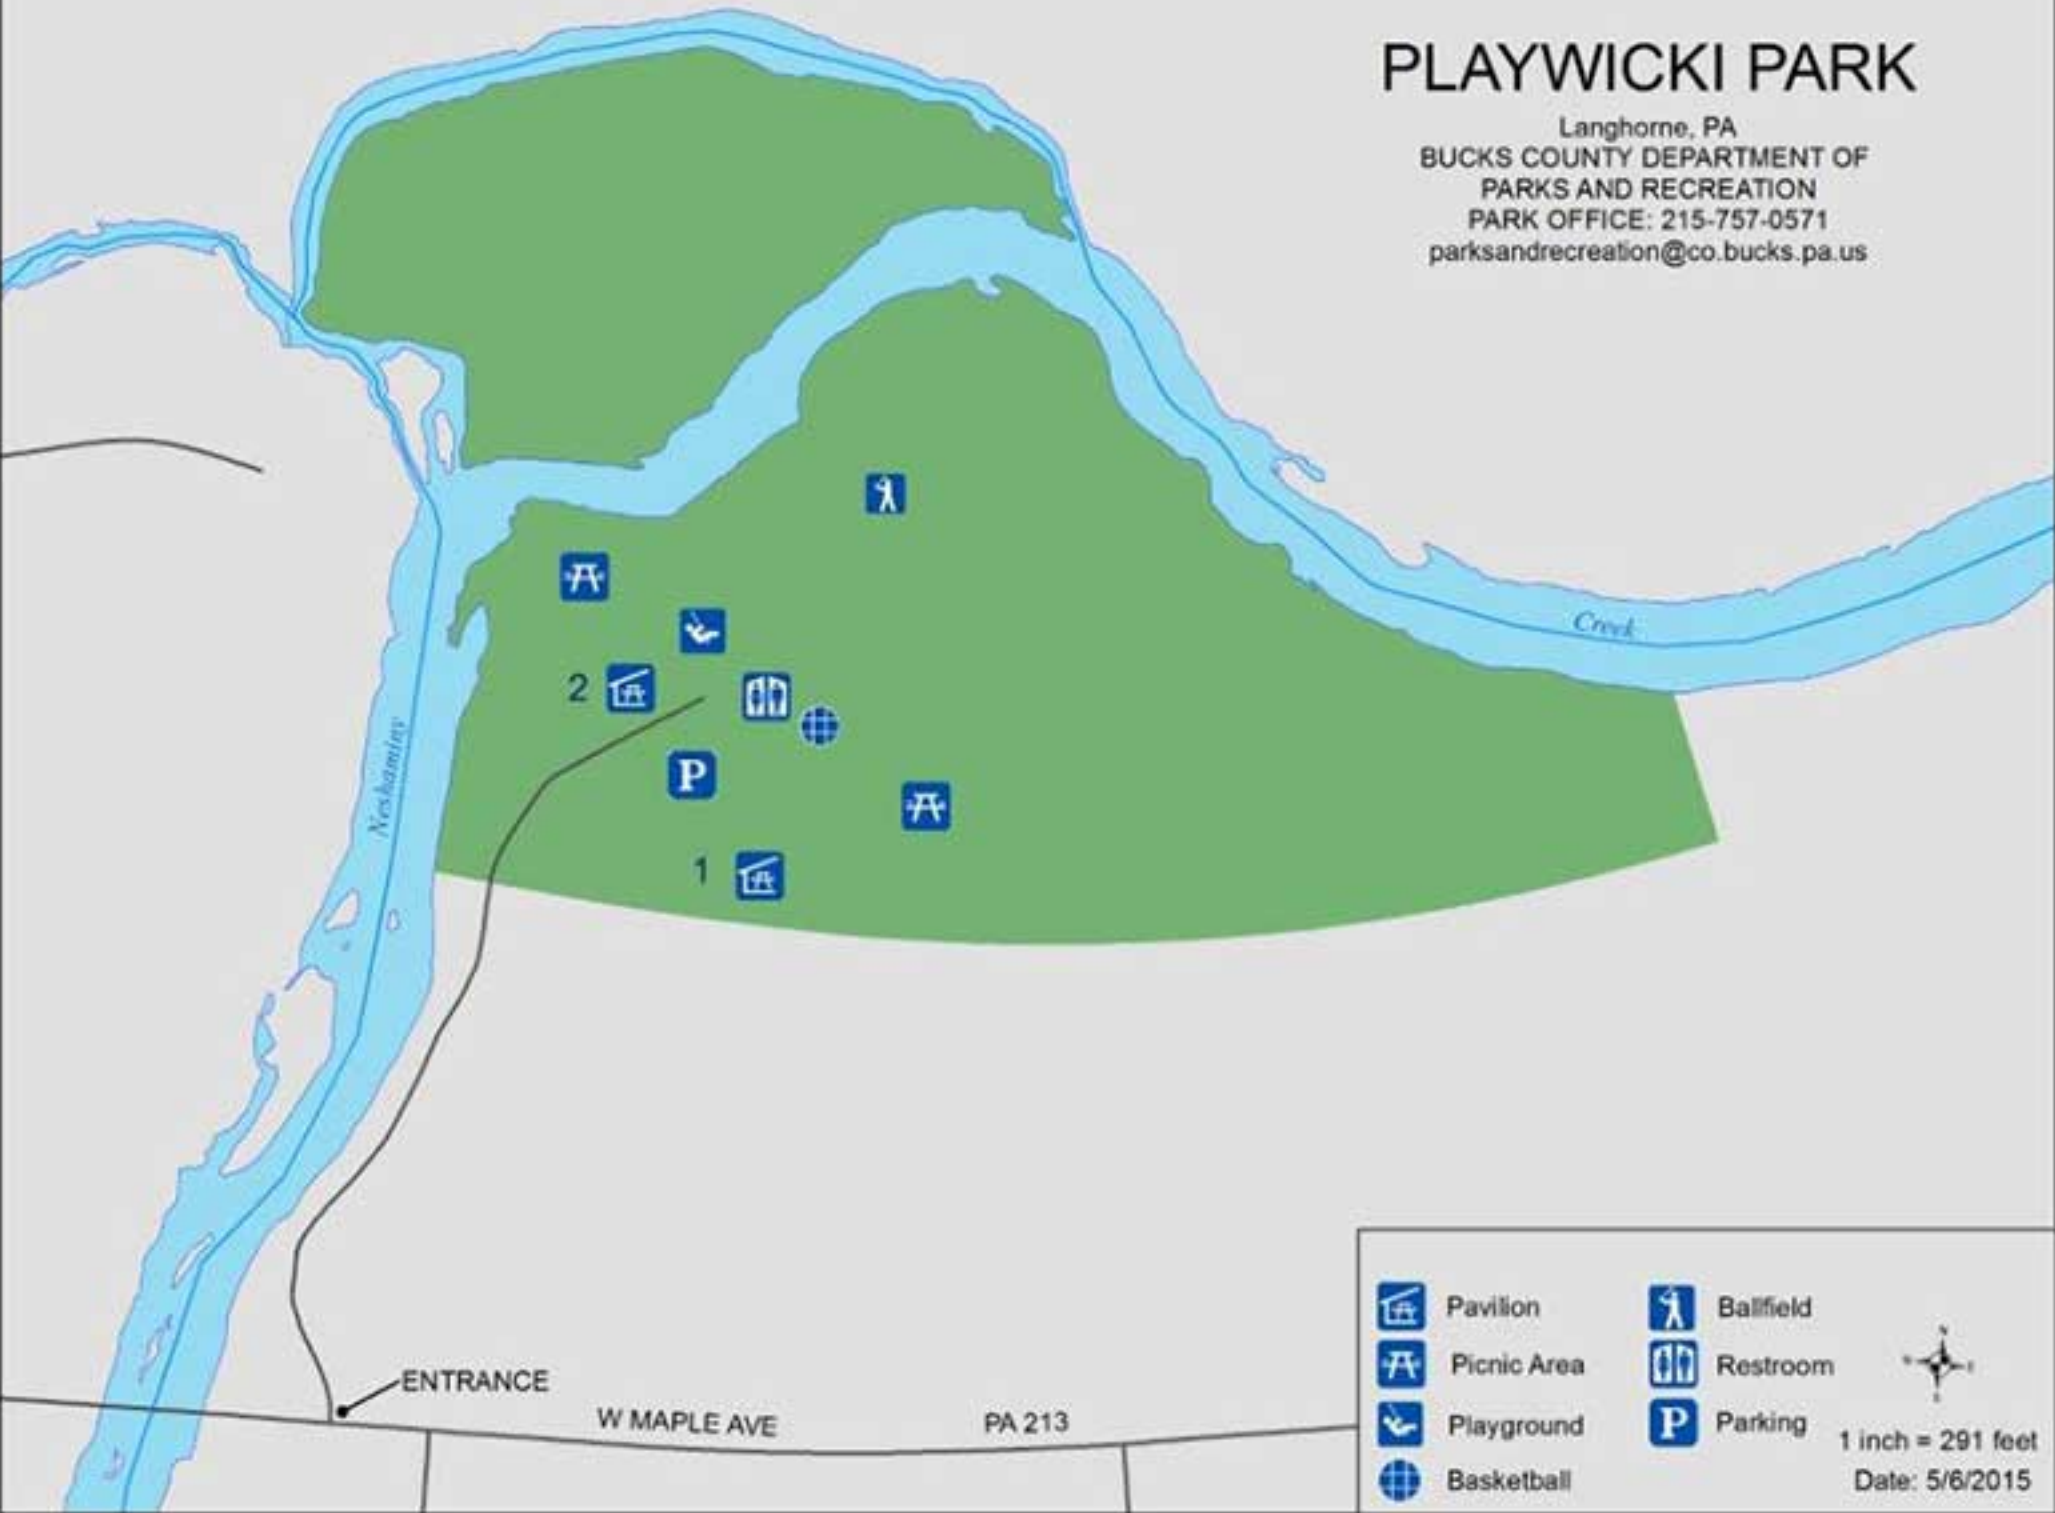 PLAYWICKI PARK
Langhorne, PA
BUCKS COUNTY DEPARTMENT OF
PARKS AND RECREATION
PARK OFFICE: 215-757-0571
parksandrecreation@co.bucks.pa.us
Creek
2
Neshaminy
P
1
ENTRANCE
W MAPLE AVE
PA 213
Pavilion
Ballfield
Picnic Area
Restroom
Playground
P Parking
Basketball
N
E
S
1 inch = 291 feet
Date: 5/6/2015